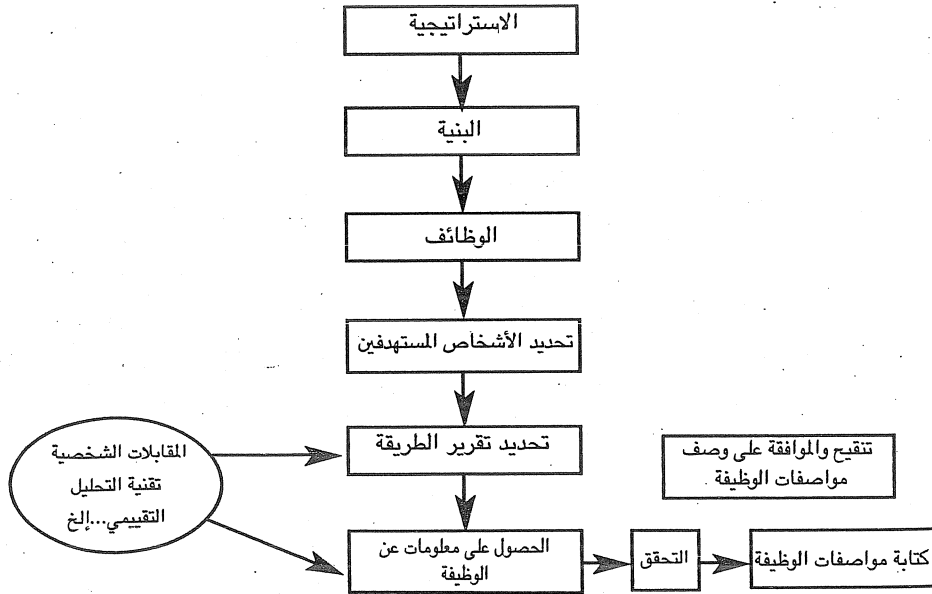 الاستراتيجية
البنية
الوظائف
تحديد الأشخاص المستهدفين
تحديد تقرير الطريقة
المقابلات الشخصية
تقنية التحليل
التقييمي...إلخ
تنقيح والموافقة على وصف
مواصفات الوظيفة
الحصول على معلومات عن
الوظيفة
التحقق
كتابة مواصفات الوظيفة